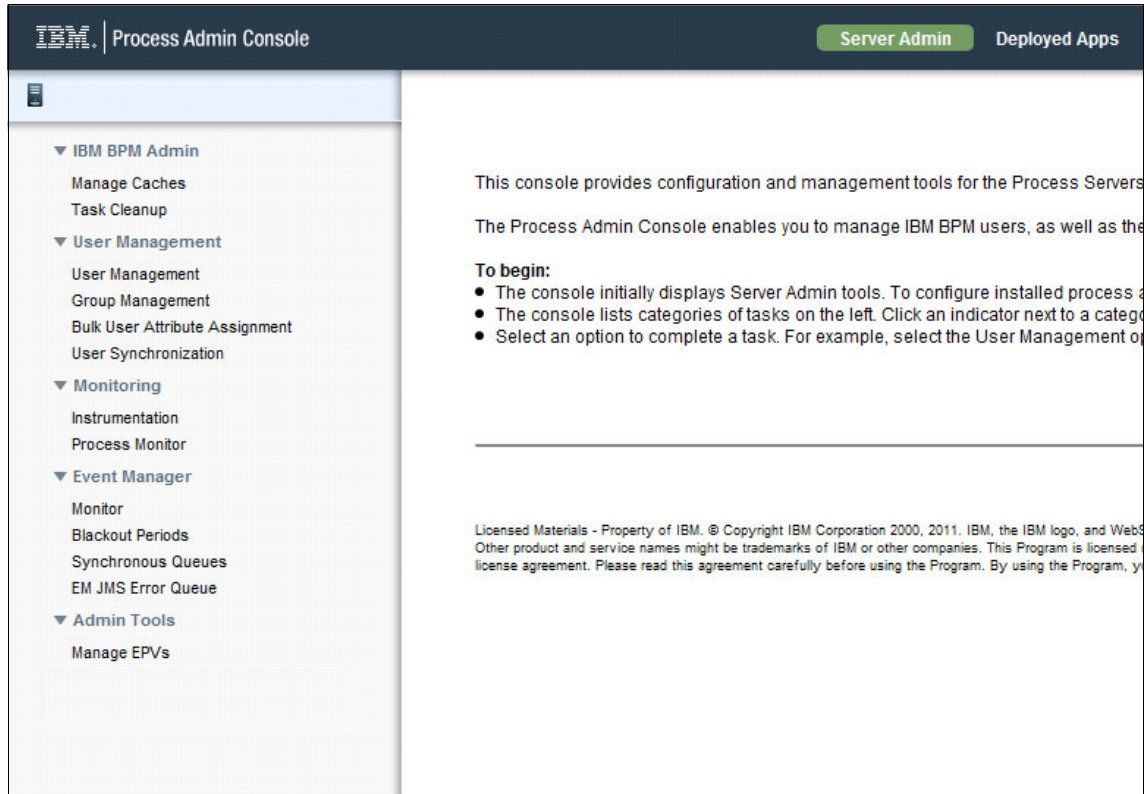 IBM. Process Admin Console
Server Admin Deployed Apps
IBM BPM Admin
Manage Caches
Task Cleanup
User Management
User Management
Group Management
Bulk User Attribute Assignment
User Synchronization
Monitoring
Instrumentation
Process Monitor
Event Manager
Monitor
Blackout Periods
Synchronous Queues
EM JMS Error Queue
Admin Tools
Manage EPVs
This console provides configuration and management tools for the Process Servers
The Process Admin Console enables you to manage IBM BPM users, as well as the
To begin:
The console initially displays Server Admin tools. To configure installed process
The console lists categories of tasks on the left. Click an indicator next to a
Select an option to complete a task. For example, select the User Management
Licensed Materials - Property of IBM. © Copyright IBM Corporation 2000, 2011. IBM, the IBM logo, and
Other product and service names might be trademarks of IBM or other companies. This Program is licensed
license agreement. Please read this agreement carefully before using the Program. By using the Program,